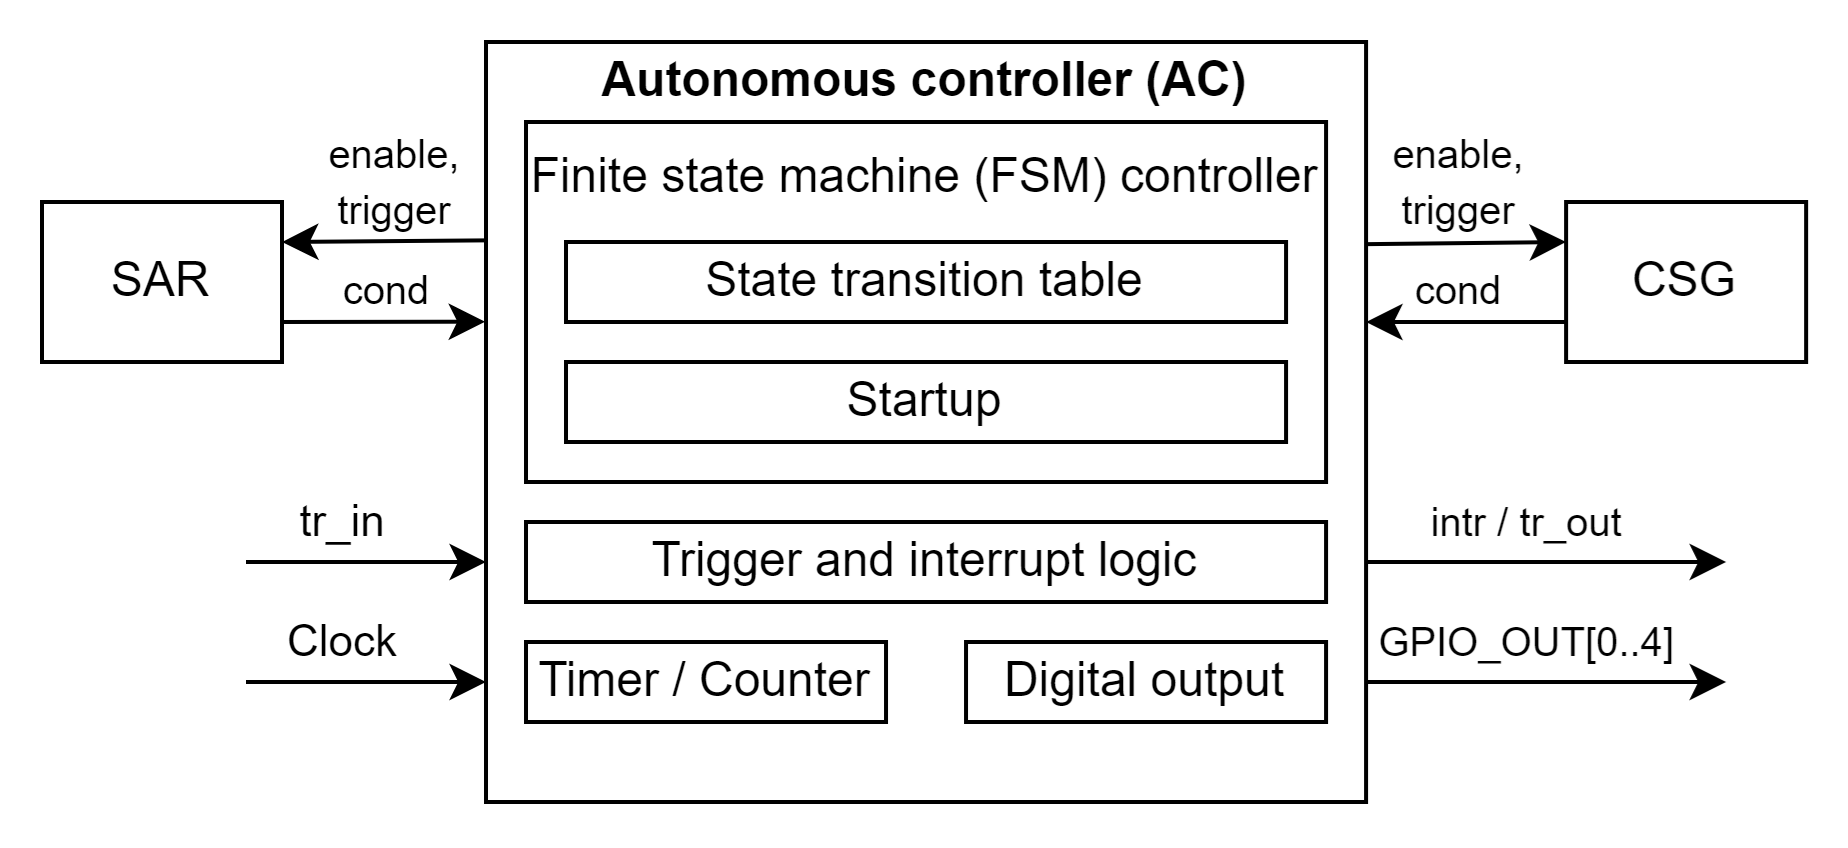 Autonomous controller (AC)
enable,
trigger
Finite state machine (FSM) controller
enable,
trigger
SAR
cond
State transition table
cond
CSG
Startup
tr_in
Trigger and interrupt logic
intr / tr_out
Clock
Timer / Counter
Digital output
GPIO_OUT[0..4]